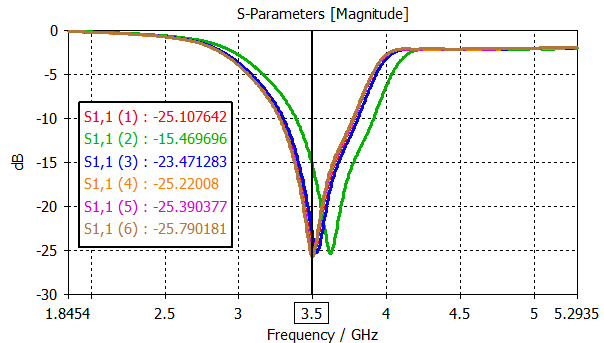 S-Parameters [Magnitude]
0
-5
-10
-15
-20
-25
-30
dB
S1,1 (1) : -25.107642
S1,1 (2) : -15.469696
S1,1 (3) : -23.471283
S1,1 (4) : -25.22008
S1,1 (5) : -25.390377
S1,1 (6) : -25.790181
1.8454 2.5 3 3.5 4 4.5 5 5.2935
Frequency / GHz